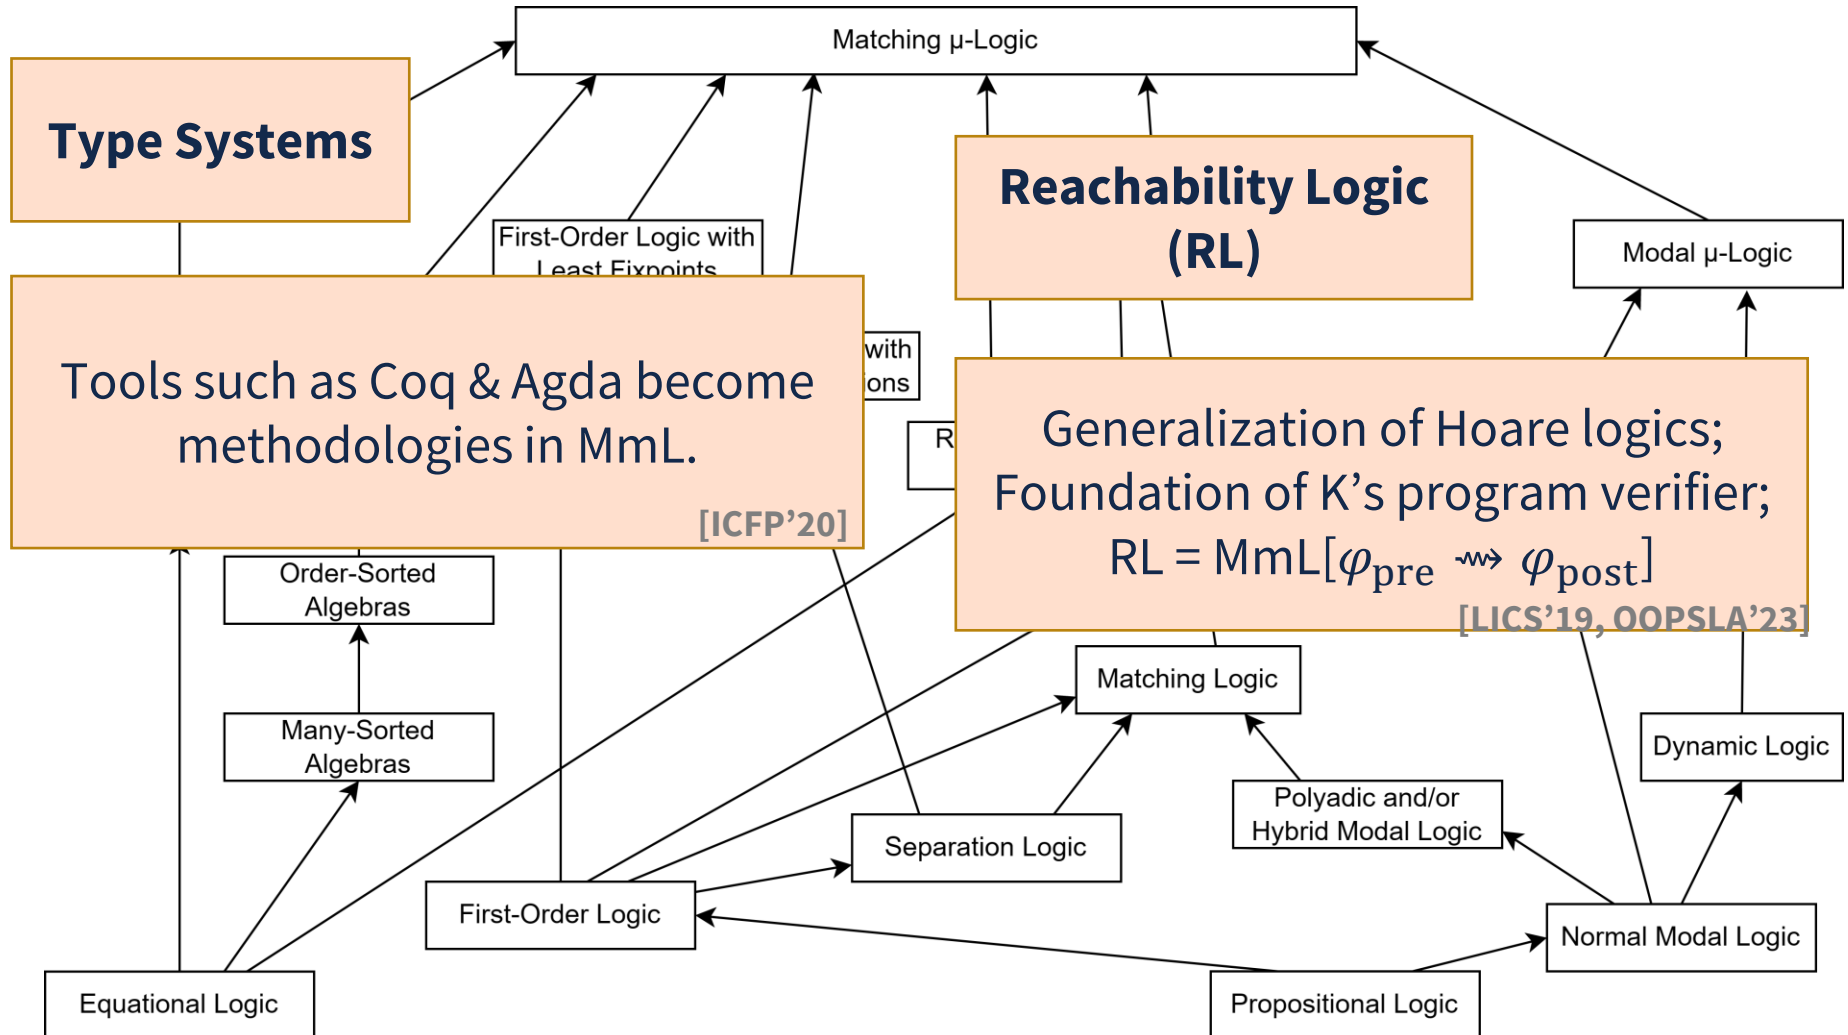 Matching µ-Logic
Type Systems
Reachability Logic
(RL)
First-Order Logic with
Least Fixpoints
Modal µ-Logic
with
ions
Tools such as Coq & Agda become
methodologies in MmL.
[ICFP’20]
R
Generalization of Hoare logics;
Foundation of K’s program verifier;
RL = MmL[φpre ⇝ φpost]
[LICS’19, OOPSLA’23]
Order-Sorted
Algebras
Matching Logic
Many-Sorted
Algebras
Dynamic Logic
Polyadic and/or
Hybrid Modal Logic
Separation Logic
First-Order Logic
Normal Modal Logic
Equational Logic
Propositional Logic